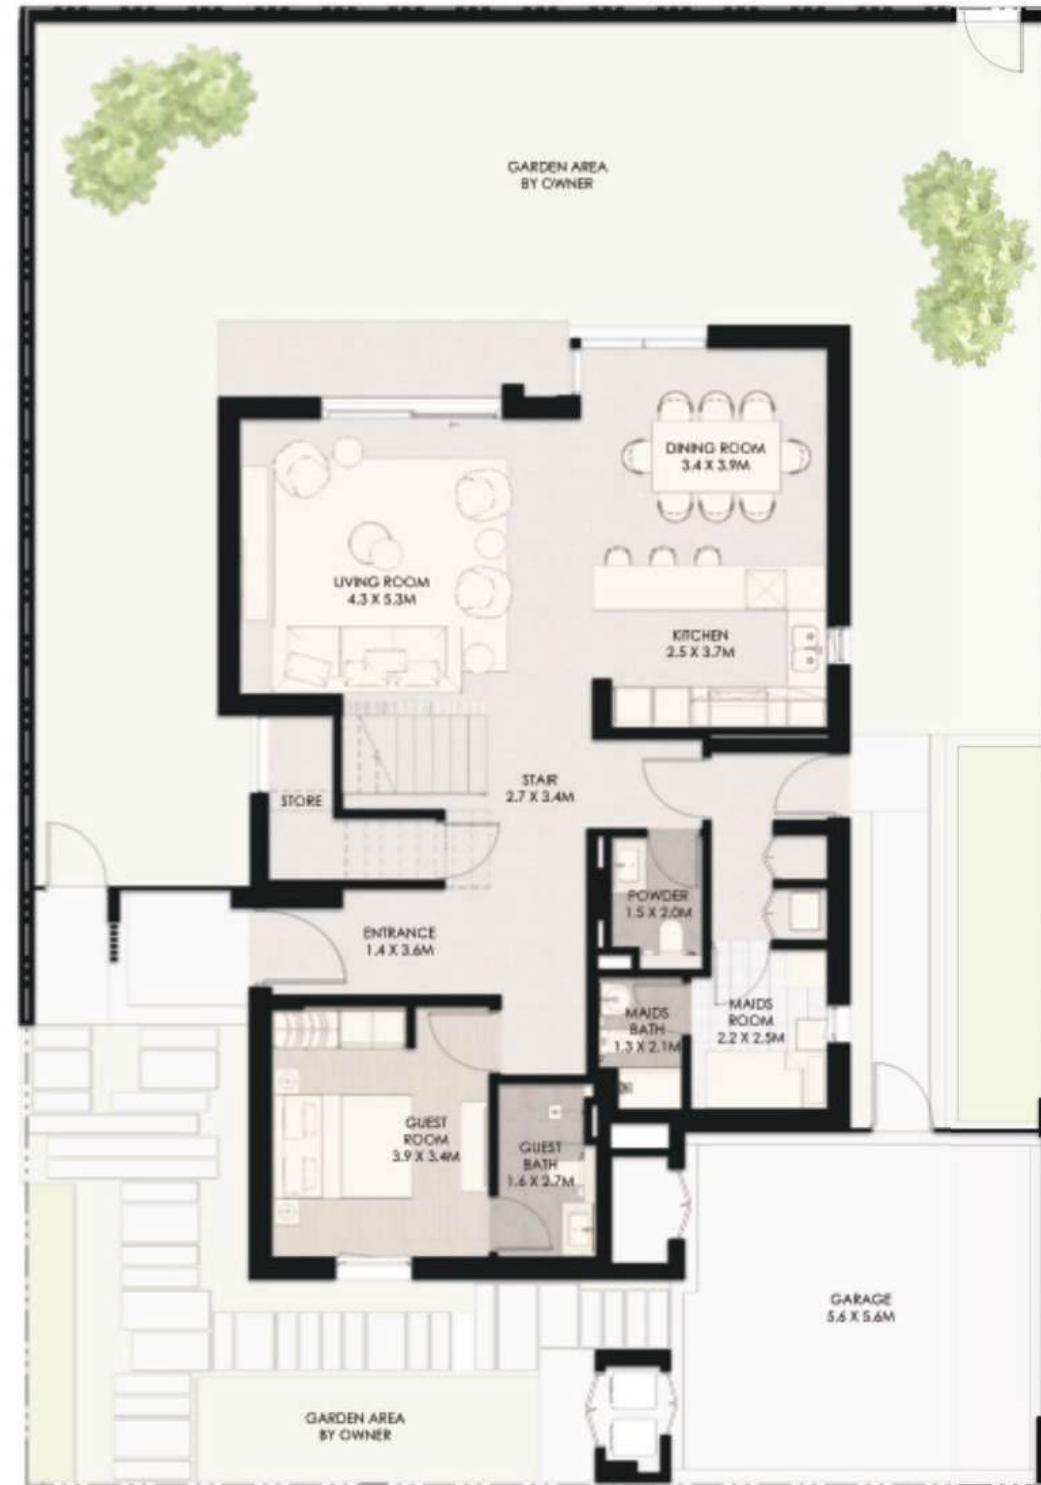 GARDEN AREA
BY OWNER
DINING ROOM
3.4 X 3.9M
LIVING ROOM
4.3 X 5.3M
KITCHEN
2.5 X 3.7M
STAIR
2.7 X 3.4M
STORE
POWDER
1.5 X 2.0M
ENTRANCE
1.4 X 3.6M
MAIDS
BATH
1.3 X 2.1M
MAIDS
ROOM
2.2 X 2.5M
GUEST
ROOM
3.9 X 3.4M
GUEST
BATH
1.6 X 2.7M
GARAGE
5.6 X 5.6M
GARDEN AREA
BY OWNER